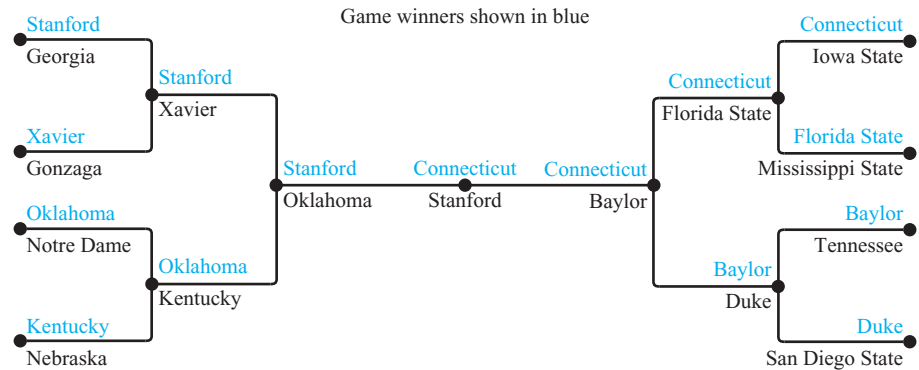 Game winners shown in blue
Stanford
Georgia
Stanford
Xavier
Xavier
Gonzaga
Stanford
Oklahoma
Oklahoma
Notre Dame
Oklahoma
Kentucky
Kentucky
Nebraska
Connecticut
Stanford
Connecticut
Baylor
Connecticut
Florida State
Connecticut
Iowa State
Florida State
Mississippi State
Baylor
Duke
Baylor
Tennessee
Duke
San Diego State